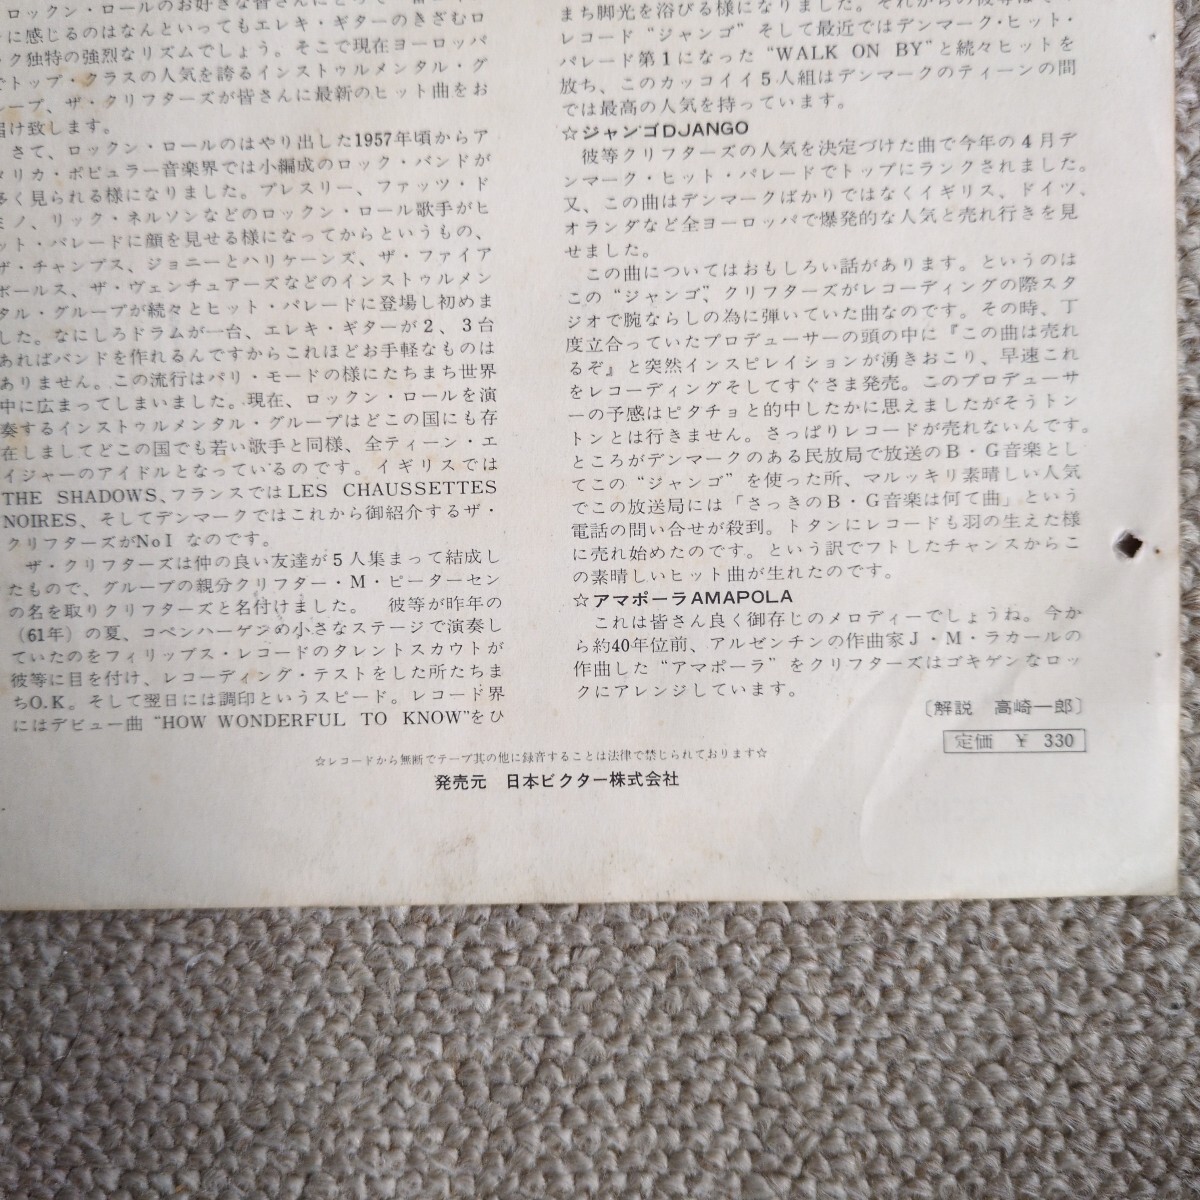 ロックン・ロールのお好きな皆さんにとって
に感じるのはなんといってもエレキ・ギターのきざむロ
ック独特の強烈なリズムでしょう。そこで現在ヨーロッパ
でトップ・クラスの人気を誇るインストゥルメンタル・グ
ループ、ザ・クリフターズが皆さんに最新のヒット曲をお
届け致します。
さて、ロックン・ロールのはやり出した1957年頃からア
メリカ・ポピュラー音楽界では小編成のロック・バンドが
多く見られる様になりました。プレスリー、ファッツ・ド
ミノ、リック・ネルソンなどのロックン・ロール歌手がヒ
ット・パレードに顔を見せる様になってからというもの、
ザ・チャンプス、ジョニーとハリケーンズ、ザ・ファイア
ボールス、ザ・ヴェンチュアーズなどのインストゥルメン
タル・グループが続々とヒット・パレードに登場し初めま
した。なにしろドラムが一台、エレキ・ギターが2、3台
あればバンドを作れるんですからこれほどお手軽なものは
ありません。この流行はパリ・モードの様にたちまち世界
中に広まってしまいました。現在、ロックン・ロールを演
奏するインストゥルメンタル・グループはどこの国にも存
在しましてどこの国でも若い歌手と同様、全ティーン・エ
イジャーのアイドルとなっているのです。イギリスでは
THE SHADOWS、フランスではLES CHAUSSETTES
NOIRES、そしてデンマークではこれから御紹介するザ・
クリフターズがNo1 なのです。
ザ・クリフターズは仲の良い友達が5人集まって結成し
たもので、グループの親分クリフター・M・ピーターセン
の名を取りクリフターズと名付けました。 彼等が昨年の
(61年)の夏、コペンハーゲンの小さなステージで演奏し
ていたのをフィリップス・レコードのタレントスカウトが
彼等に目を付け、レコーディング・テストをした所たちま
ちO.K。そして翌日には調印というスピード。レコード界
にはデビュー曲 “HOW WONDERFUL TO KNOW”をひ
まち脚光を浴びる様になりました。それからの彼等は
レコード “ジャンゴ” そして最近ではデンマーク・ヒット・
パレード第1になった “WALK ON BY”と続々ヒットを
放ち、このカッコイイ5人組はデンマークのティーンの間
では最高の人気を持っています。
☆ジャンゴDJANGO
彼等クリフターズの人気を決定づけた曲で今年の4月デ
ンマーク・ヒット・パレードでトップにランクされました。
又、この曲はデンマークばかりではなくイギリス、ドイツ、
オランダなど全ヨーロッパで爆発的な人気と売れ行きを見
せました。
この曲についてはおもしろい話があります。というのは
この “ジャンゴ”、クリフターズがレコーディングの際スタ
ジオで腕ならしの為に弾いていた曲なのです。その時、丁
度立合っていたプロデューサーの頭の中に『この曲は売れ
るぞ』と突然インスピレイションが湧きおこり、早速これ
をレコーディングそしてすぐさま発売。このプロデューサ
ーの予感はピタチョと的中したかに思えましたがそうトン
トンとは行きません。さっぱりレコードが売れないんです。
ところがデンマークのある民放局で放送のB・G音楽とし
てこの “ジャンゴ” を使った所、マルッキリ素晴しい人気
でこの放送局には「さっきのB・G音楽は何て曲」という
電話の問い合せが殺到。トタンにレコードも羽の生えた様
に売れ始めたのです。という訳でフトしたチャンスからこ
の素晴しいヒット曲が生れたのです。
☆アマポーラAMAPOLA
これは皆さん良く御存じのメロディーでしょうね。今か
ら約40年位前、アルゼンチンの作曲家J・M・ラカールの
作曲した “アマポーラ” をクリフターズはゴキゲンなロッ
クにアレンジしています。
〔解説 高崎一郎〕
定価 ¥ 330
☆レコードから無断でテープ其の他に録音することは法律で禁じられております☆
発売元 日本ビクター株式会社